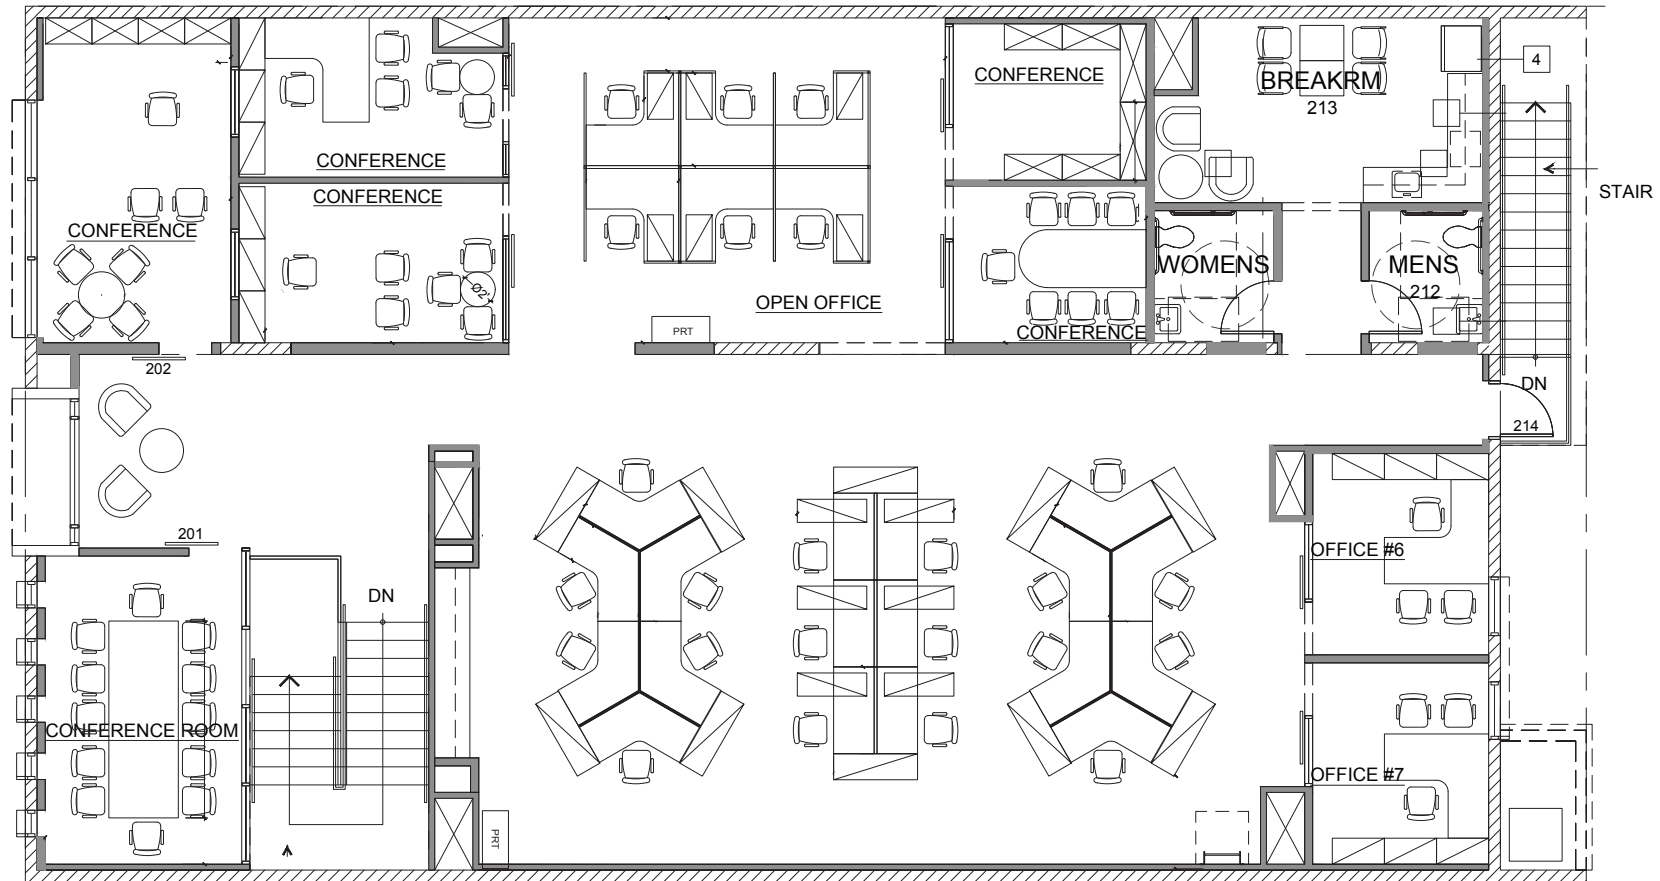 CONFERENCE
4
BREAKRM
213
CONFERENCE
CONFERENCE
STAIR
CONFERENCE
WOMENS
MENS
212
Ø2'
OPEN OFFICE
PRT
CONFERENCE
202
DN
214
201
OFFICE #6
DN
CONFERENCE ROOM
OFFICE #7
PRT